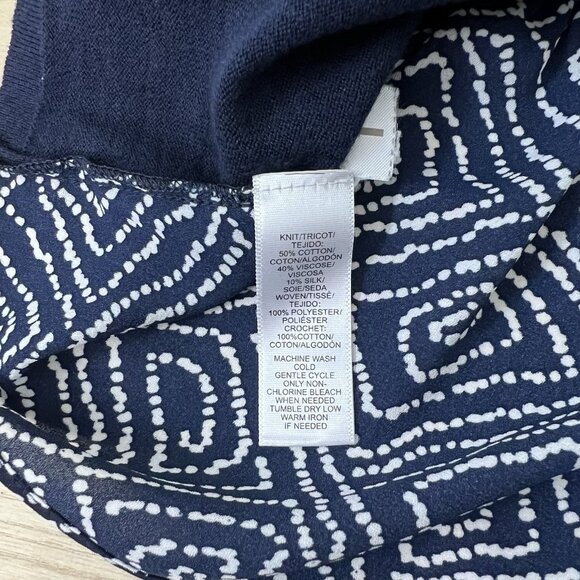 KNIT/TRICOT/
TEJIDO:
50% COTTON/
COTON/ALGODÓN
40% VISCOSE/
VISCOSA
10% SILK/
SOIE/SEDA
WOVEN/TISSÉ/
TEJIDO:
100% POLYESTER/
POLIÉSTER
CROCHET:
100%COTTON/
COTON/ALGODÓN
MACHINE WASH
COLD
GENTLE CYCLE
ONLY NON-
CHLORINE BLEACH
WHEN NEEDED
TUMBLE DRY LOW
WARM IRON
IF NEEDED